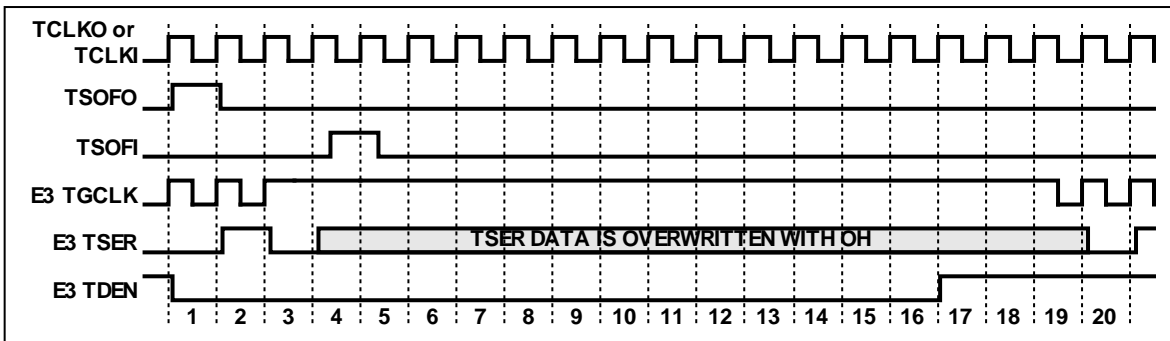 TCLKO or
TCLKI
TSOFO
TSOFI
E3 TGCLK
E3 TSER
TSER DATA IS OVERWRITTEN WITH OH
E3 TDEN
1 2 3 4 5 6 7 8 9 10 11 12 13 14 15 16 17 18 19 20